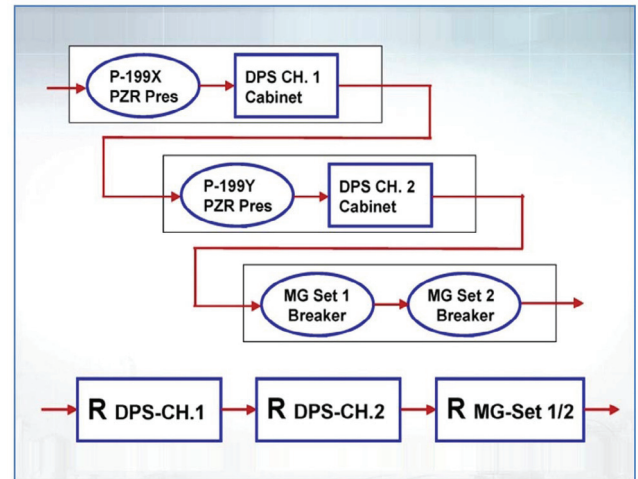 P-199X
PZR Pres
DPS CH. 1
Cabinet
P-199Y
PZR Pres
DPS CH. 2
Cabinet
MG Set 1
Breaker
MG Set 2
Breaker
R DPS-CH.1
R DPS-CH.2
R MG-Set 1/2